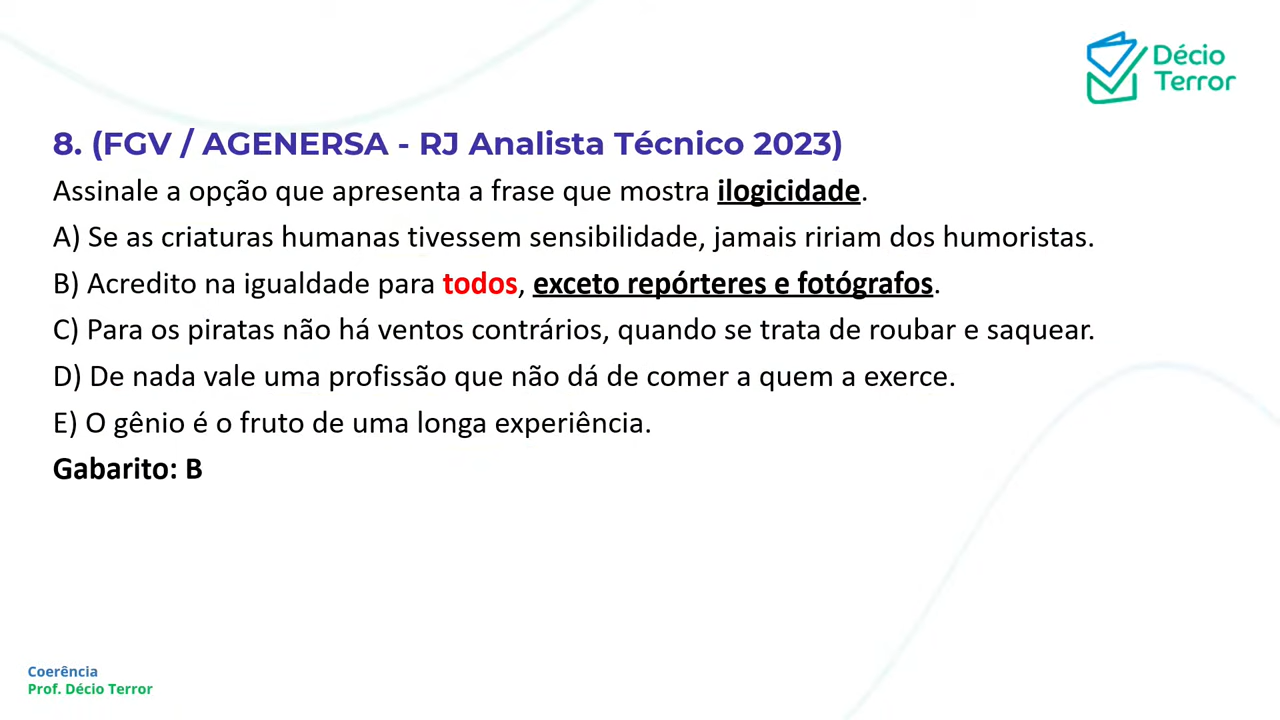 Décio
Terror
8. (FGV / AGENERSA - RJ Analista Técnico 2023)
Assinale a opção que apresenta a frase que mostra ilogicidade.
A) Se as criaturas humanas tivessem sensibilidade, jamais ririam dos humoristas.
B) Acredito na igualdade para todos, exceto repórteres e fotógrafos.
C) Para os piratas não há ventos contrários, quando se trata de roubar e saquear.
D) De nada vale uma profissão que não dá de comer a quem a exerce.
E) O gênio é o fruto de uma longa experiência.
Gabarito: B
Coerência
Prof. Décio Terror